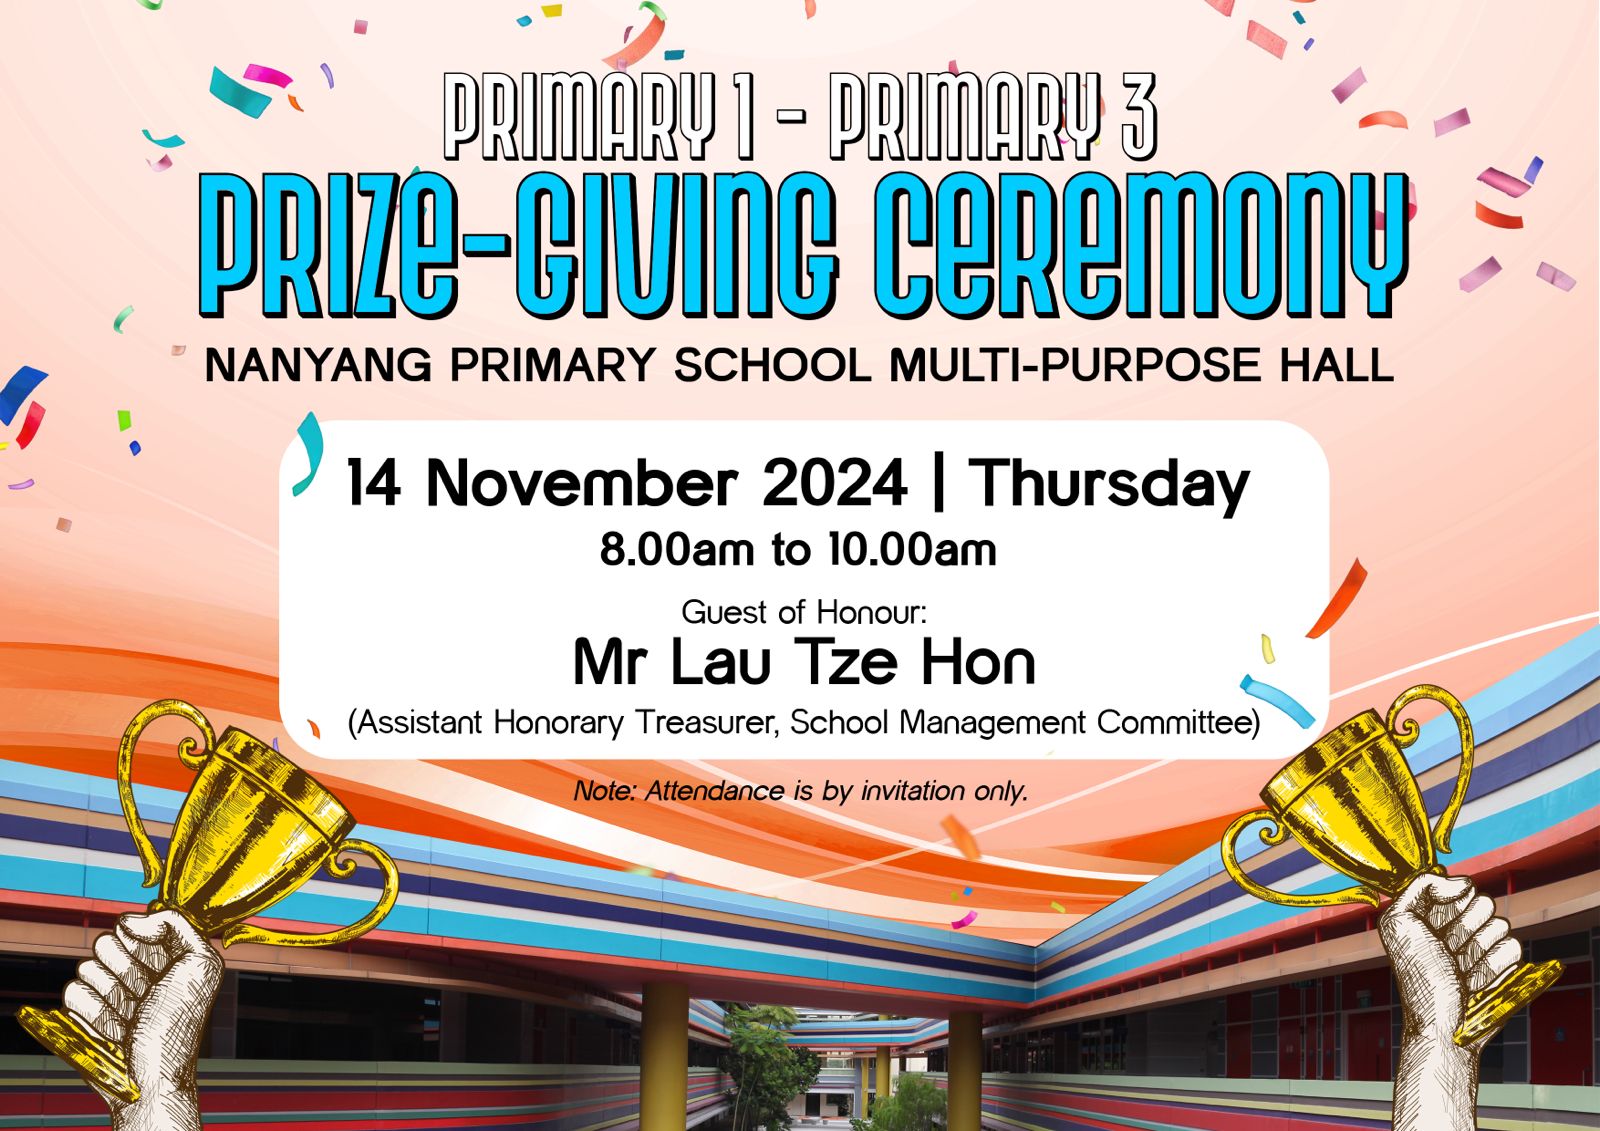 PRIMARY 1 - PRIMARY 3
PRIZE-GIVING CEREMONY
NANYANG PRIMARY SCHOOL MULTI-PURPOSE HALL
14 November 2024 | Thursday
8.00am to 10.00am
Guest of Honour:
Mr Lau Tze Hon
(Assistant Honorary Treasurer, School Management Committee)
Note: Attendance is by invitation only.